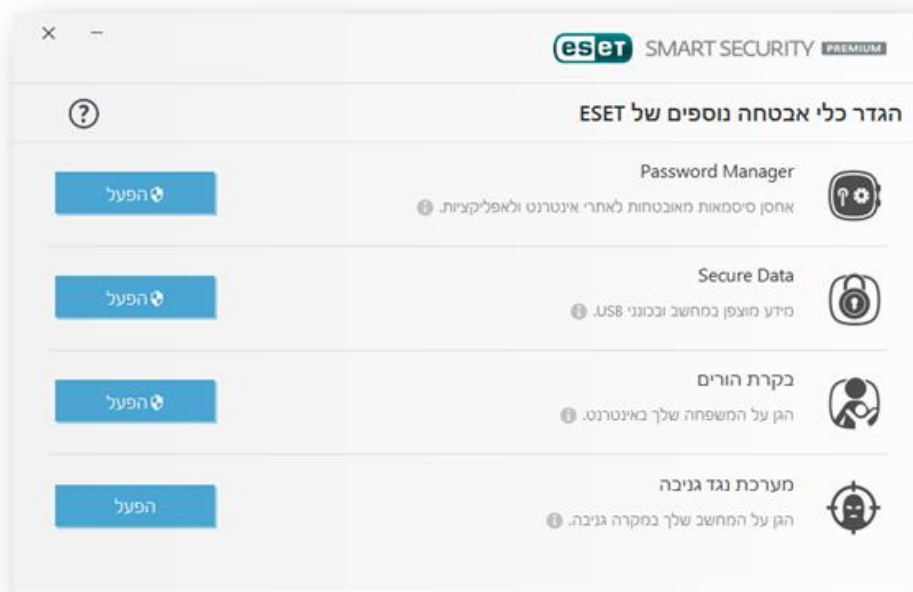 eset SMART SECURITY PREMIUM
הגדר כלי אבטחה נוספים של ESET
Password Manager
אחסן סיסמאות מאובטחות לאתרי אינטרנט ולאפליקציות.
הפעל
Secure Data
מידע מוצפן במחשב ובכונני USB.
הפעל
בקרת הורים
הגן על המשפחה שלך באינטרנט.
הפעל
מערכת נגד גניבה
הגן על המחשב שלך במקרה גניבה.
הפעל